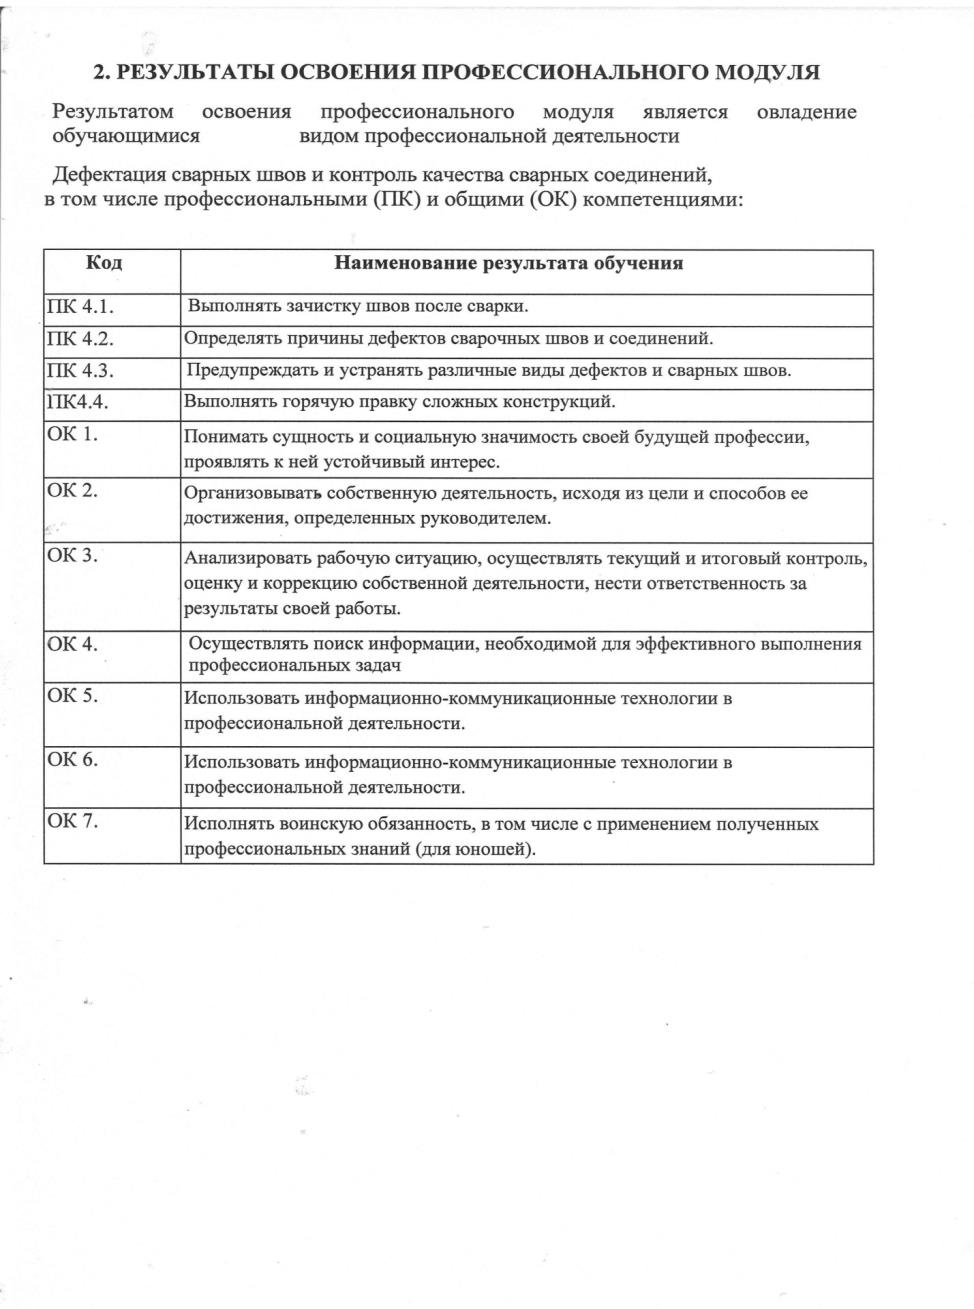 2. РЕЗУЛЬТАТЫ ОСВОЕНИЯ ПРОФЕССИОНАЛЬНОГО МОДУЛЯ
Результатом освоения профессионального модуля является овладение
обучающимися видом профессиональной деятельности
Дефектация сварных швов и контроль качества сварных соединений,
в том числе профессиональными (ПК) и общими (ОК) компетенциями:
Код Наименование результата обучения
ПК 4.1. Выполнять зачистку швов после сварки.
ПК 4.2. Определять причины дефектов сварочных швов и соединений.
ПК 4.3. Предупреждать и устранять различные виды дефектов и сварных швов.
ПК4.4. Выполнять горячую правку сложных конструкций.
ОК 1. Понимать сущность и социальную значимость своей будущей профессии,
проявлять к ней устойчивый интерес.
ОК 2. Организовывать собственную деятельность, исходя из цели и способов ее
достижения, определенных руководителем.
ОК 3. Анализировать рабочую ситуацию, осуществлять текущий и итоговый контроль,
оценку и коррекцию собственной деятельности, нести ответственность за
результаты своей работы.
ОК 4. Осуществлять поиск информации, необходимой для эффективного выполнения
профессиональных задач
ОК 5. Использовать информационно-коммуникационные технологии в
профессиональной деятельности.
ОК 6. Использовать информационно-коммуникационные технологии в
профессиональной деятельности.
ОК 7. Исполнять воинскую обязанность, в том числе с применением полученных
профессиональных знаний (для юношей).